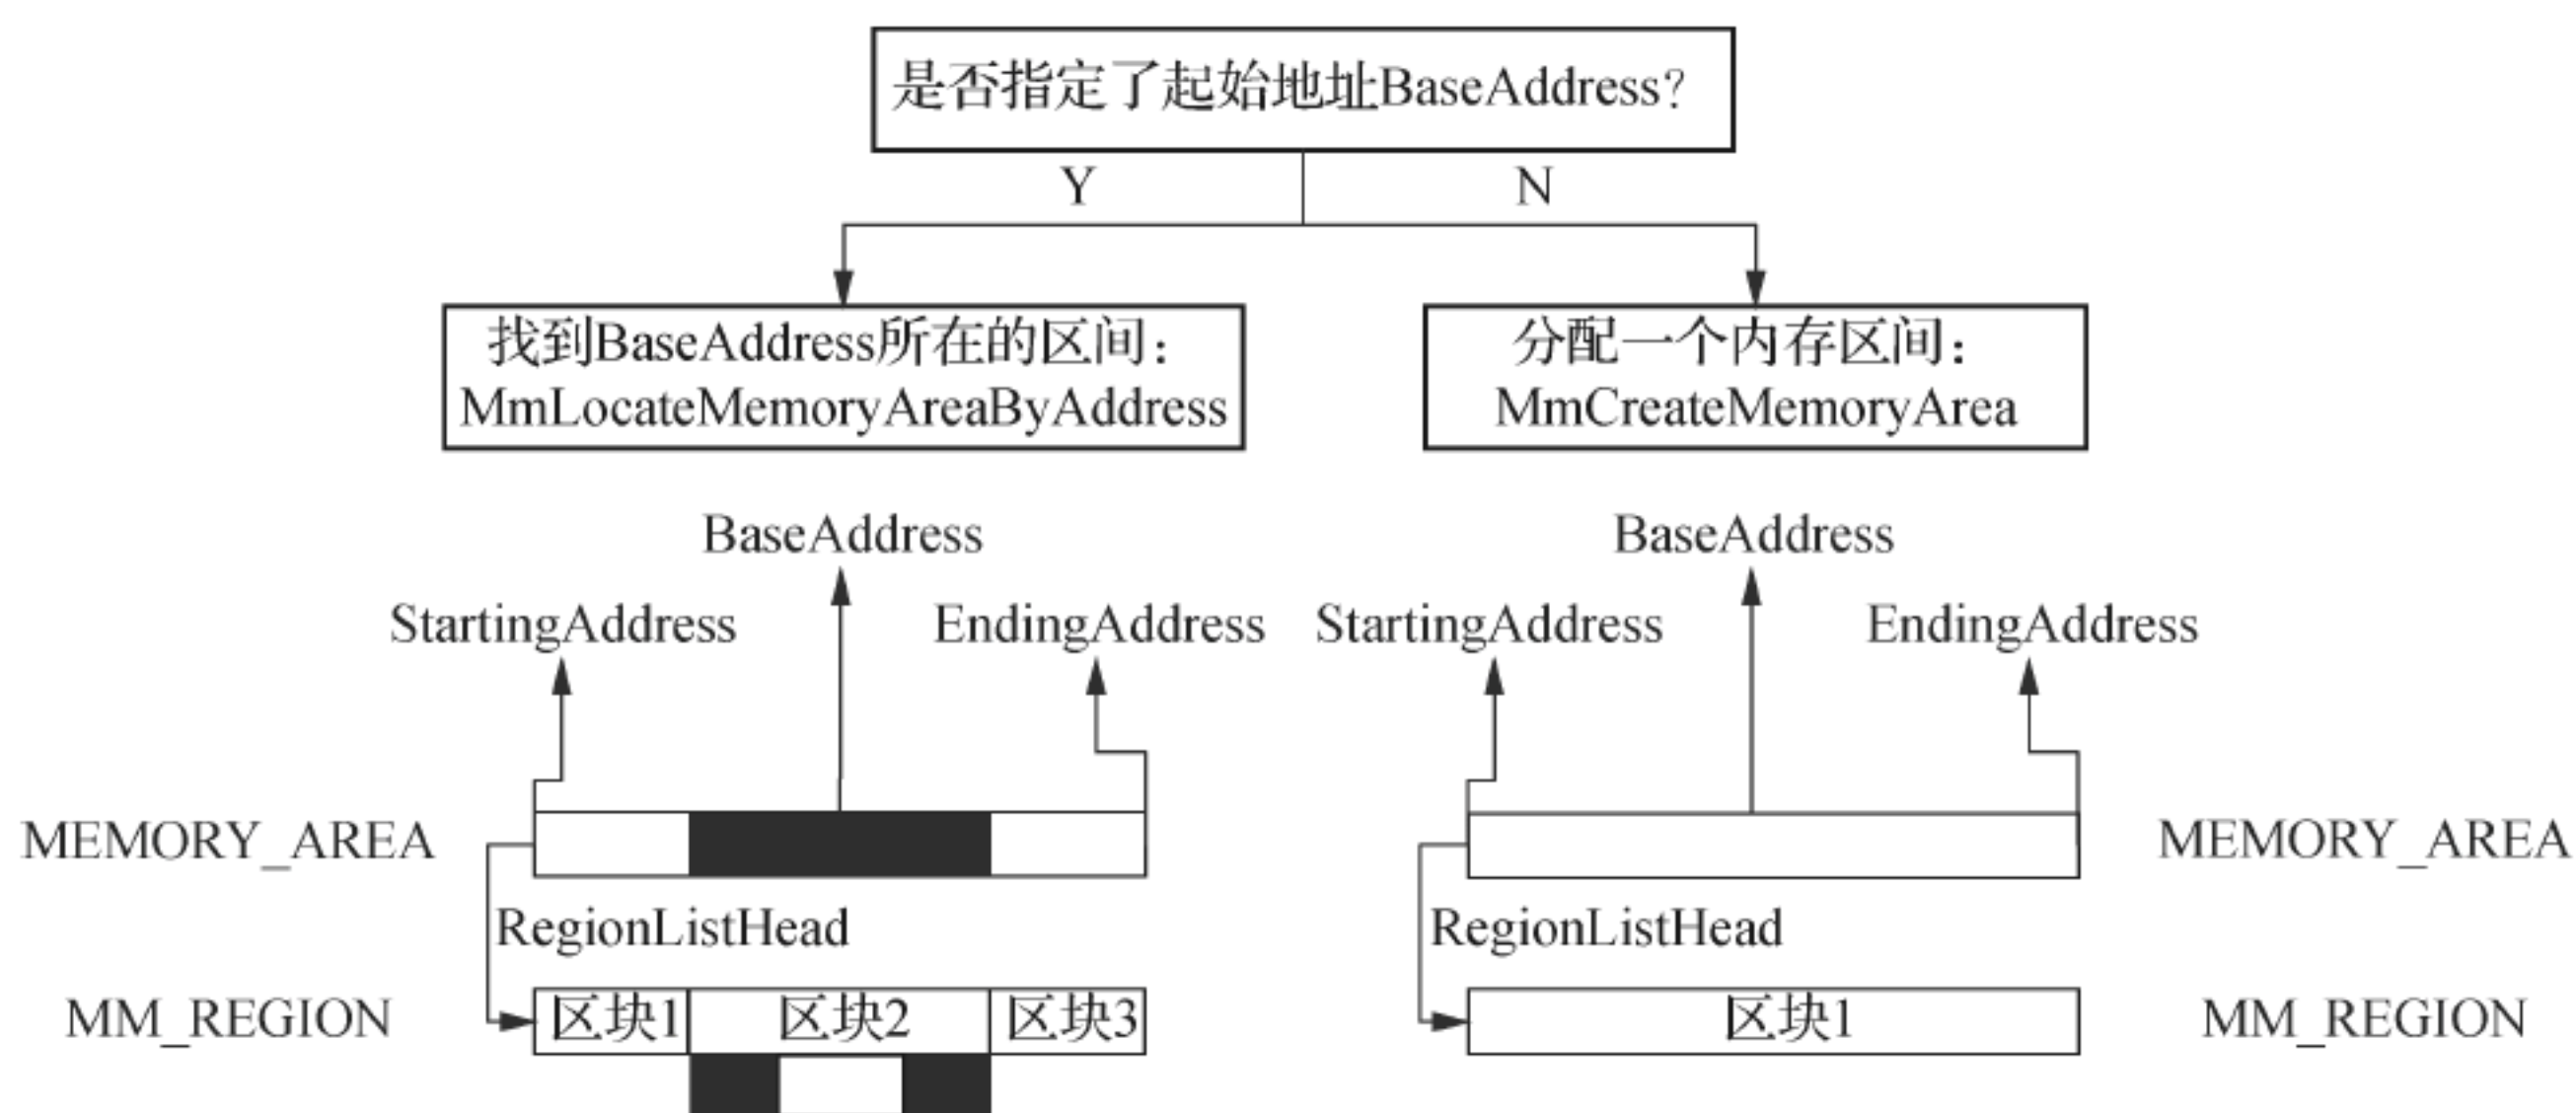 是否指定了起始地址BaseAddress?
Y
N
找到BaseAddress所在的区间：
MmLocateMemoryAreaByAddress
分配一个内存区间：
MmCreateMemoryArea
BaseAddress
BaseAddress
StartingAddress
EndingAddress
StartingAddress
EndingAddress
MEMORY_AREA
MEMORY_AREA
RegionListHead
RegionListHead
MM_REGION
区块1
区块2
区块3
区块1
MM_REGION